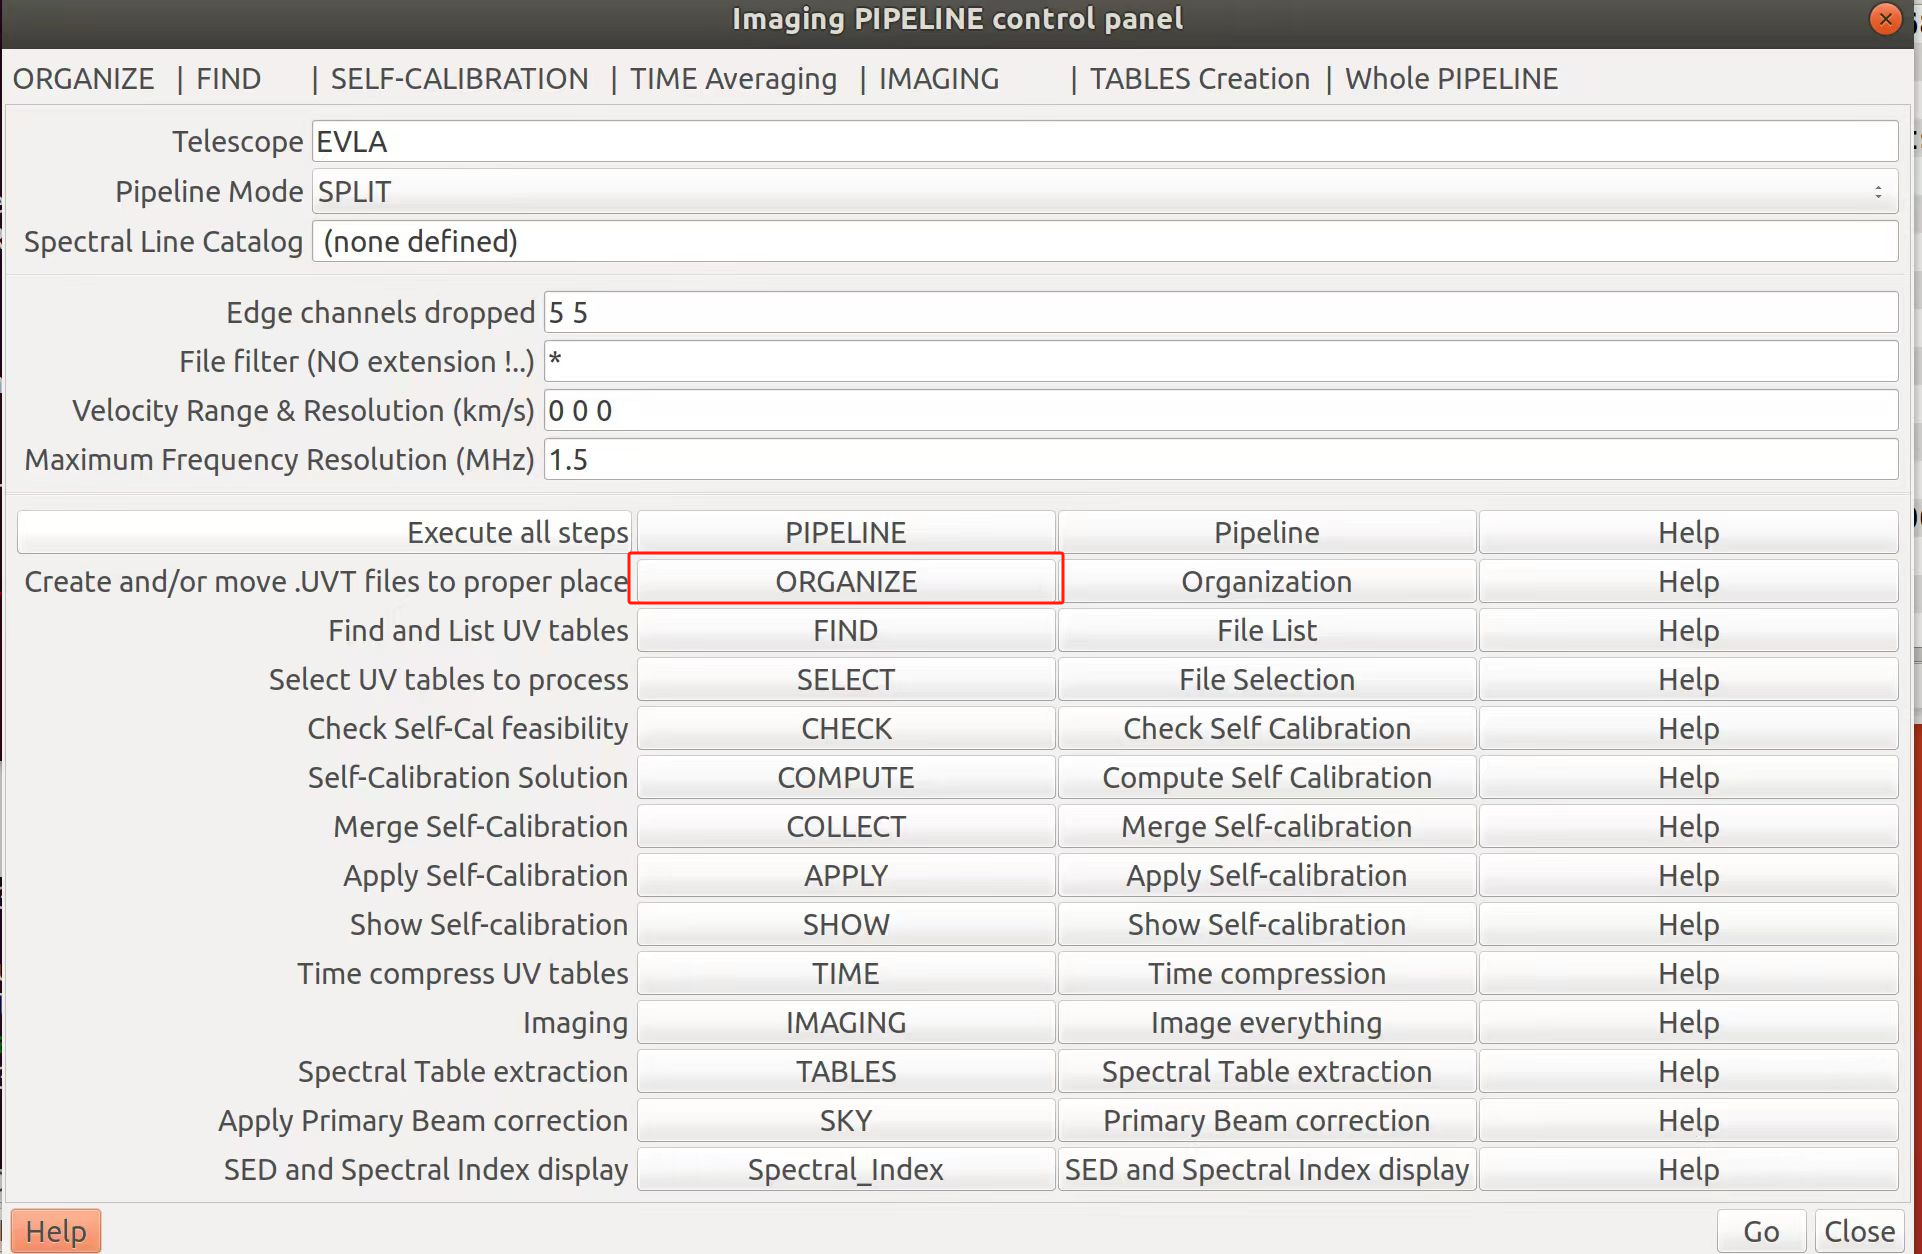 Imaging PIPELINE control panel
ORGANIZE | FIND | SELF-CALIBRATION | TIME Averaging | IMAGING | TABLES Creation | Whole PIPELINE
Telescope EVLA
Pipeline Mode SPLIT
Spectral Line Catalog (none defined)
Edge channels dropped 5 5
File filter (NO extension !..) *
Velocity Range & Resolution (km/s) 0 0 0
Maximum Frequency Resolution (MHz) 1.5
Execute all steps PIPELINE Pipeline Help
Create and/or move .UVT files to proper place ORGANIZE Organization Help
Find and List UV tables FIND File List Help
Select UV tables to process SELECT File Selection Help
Check Self-Cal feasibility CHECK Check Self Calibration Help
Self-Calibration Solution COMPUTE Compute Self Calibration Help
Merge Self-Calibration COLLECT Merge Self-calibration Help
Apply Self-Calibration APPLY Apply Self-calibration Help
Show Self-calibration SHOW Show Self-calibration Help
Time compress UV tables TIME Time compression Help
Imaging IMAGING Image everything Help
Spectral Table extraction TABLES Spectral Table extraction Help
Apply Primary Beam correction SKY Primary Beam correction Help
SED and Spectral Index display Spectral_Index SED and Spectral Index display Help
Help Go Close